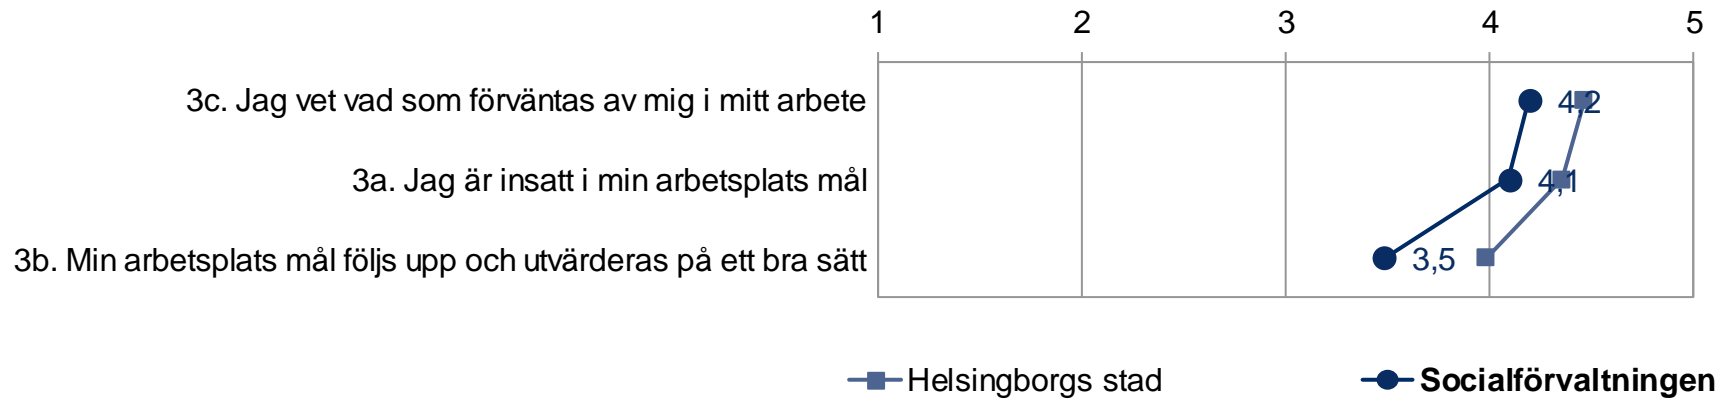 1 2 3 4 5
3c. Jag vet vad som förväntas av mig i mitt arbete 4,2
3a. Jag är insatt i min arbetsplats mål 4,1
3b. Min arbetsplats mål följs upp och utvärderas på ett bra sätt 3,5
Helsingborgs stad Socialförvaltningen